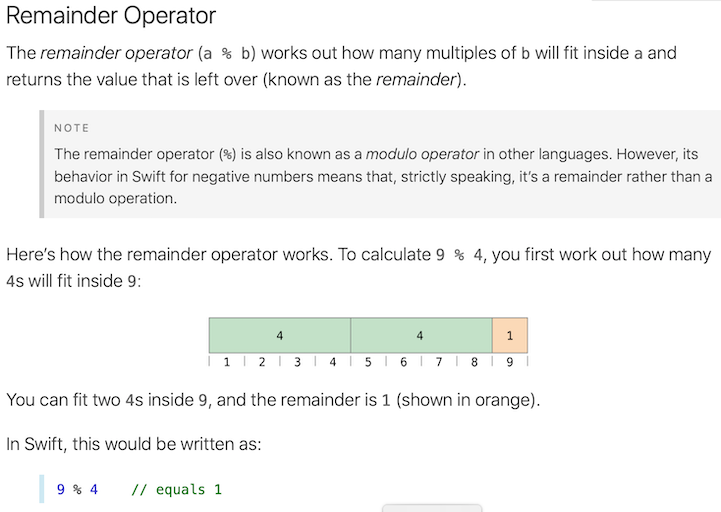 Remainder Operator
The remainder operator (a % b) works out how many multiples of b will fit inside a and
returns the value that is left over (known as the remainder).
NOTE
The remainder operator (%) is also known as a modulo operator in other languages. However, its
behavior in Swift for negative numbers means that, strictly speaking, it’s a remainder rather than a
modulo operation.
Here’s how the remainder operator works. To calculate 9 % 4, you first work out how many
4s will fit inside 9:
4 4 1
1 2 3 4 5 6 7 8 9
You can fit two 4s inside 9, and the remainder is 1 (shown in orange).
In Swift, this would be written as:
9 % 4 // equals 1